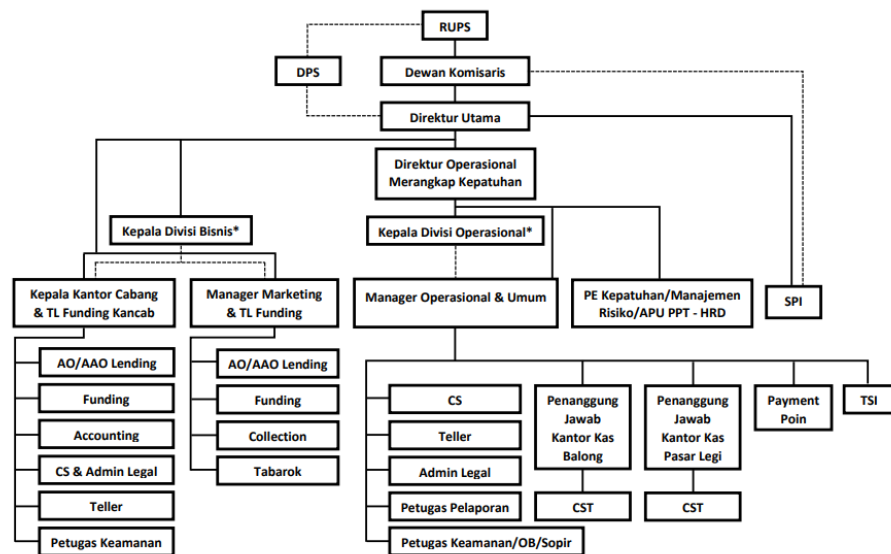 RUPS
DPS
Dewan Komisaris
Direktur Utama
Direktur Operasional
Merangkap Kepatuhan
Kepala Divisi Bisnis*
Kepala Divisi Operasional*
Kepala Kantor Cabang
& TL Funding Kancab
Manager Marketing
& TL Funding
Manager Operasional & Umum
PE Kepatuhan/Manajemen
Risiko/APU PPT - HRD
SPI
AO/AAO Lending
Funding
Accounting
CS & Admin Legal
Teller
Petugas Keamanan
AO/AAO Lending
Funding
Collection
Tabarok
CS
Teller
Admin Legal
Petugas Pelaporan
Petugas Keamanan/OB/Sopir
Penanggung
Jawab
Kantor Kas
Balong
CST
Penanggung
Jawab
Kantor Kas
Pasar Legi
CST
Payment
Poin
TSI